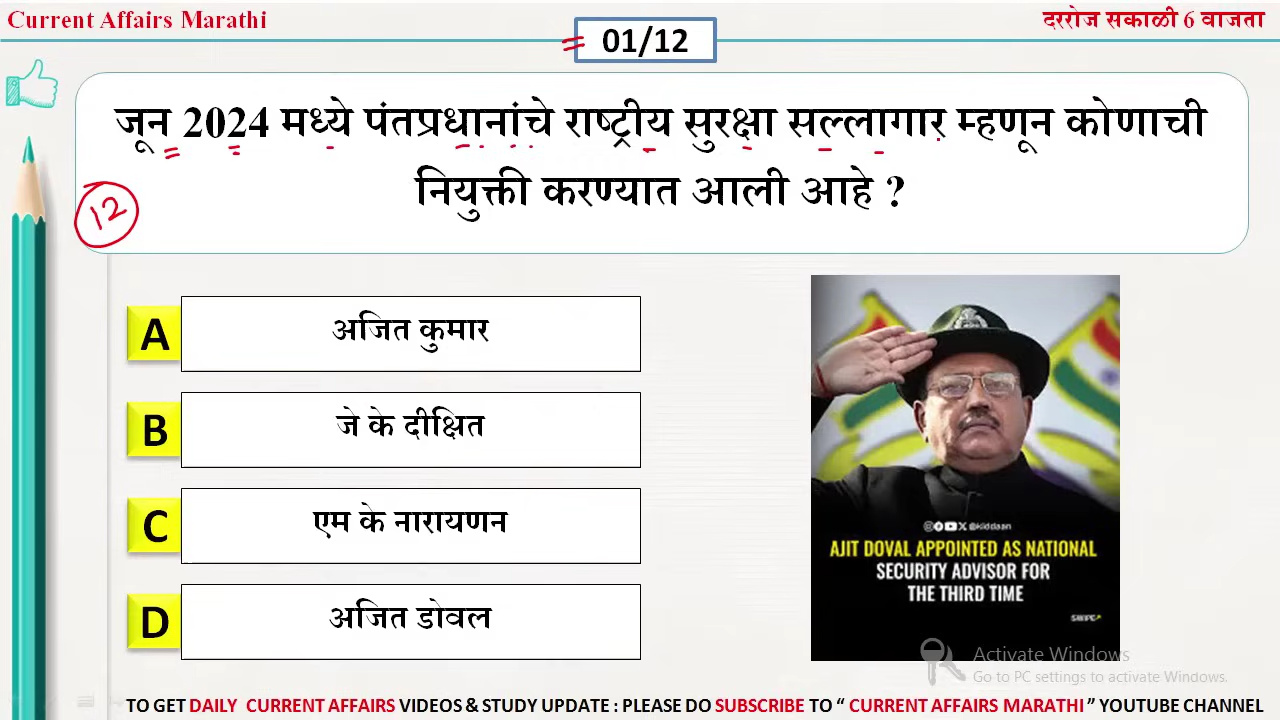 Current Affairs Marathi
दररोज सकाळी 6 वाजता
01/12
जून 2024 मध्ये पंतप्रधानांचे राष्ट्रीय सुरक्षा सल्लागार म्हणून कोणाची
नियुक्ती करण्यात आली आहे ?
12
A अजित कुमार
B जे के दीक्षित
C एम के नारायणन
D अजित डोवल
@kiddaan
AJIT DOVAL APPOINTED AS NATIONAL
SECURITY ADVISOR FOR
THE THIRD TIME
SWIPE
Activate Windows
Go to PC settings to activate Windows.
TO GET DAILY CURRENT AFFAIRS VIDEOS & STUDY UPDATE : PLEASE DO SUBSCRIBE TO “ CURRENT AFFAIRS MARATHI ” YOUTUBE CHANNEL